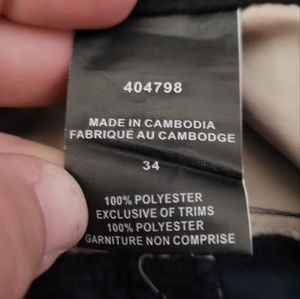 404798
MADE IN CAMBODIA
FABRIQUÉ AU CAMBODGE
34
100% POLYESTER
EXCLUSIVE OF TRIMS
100% POLYESTER
GARNITURE NON COMPRISE